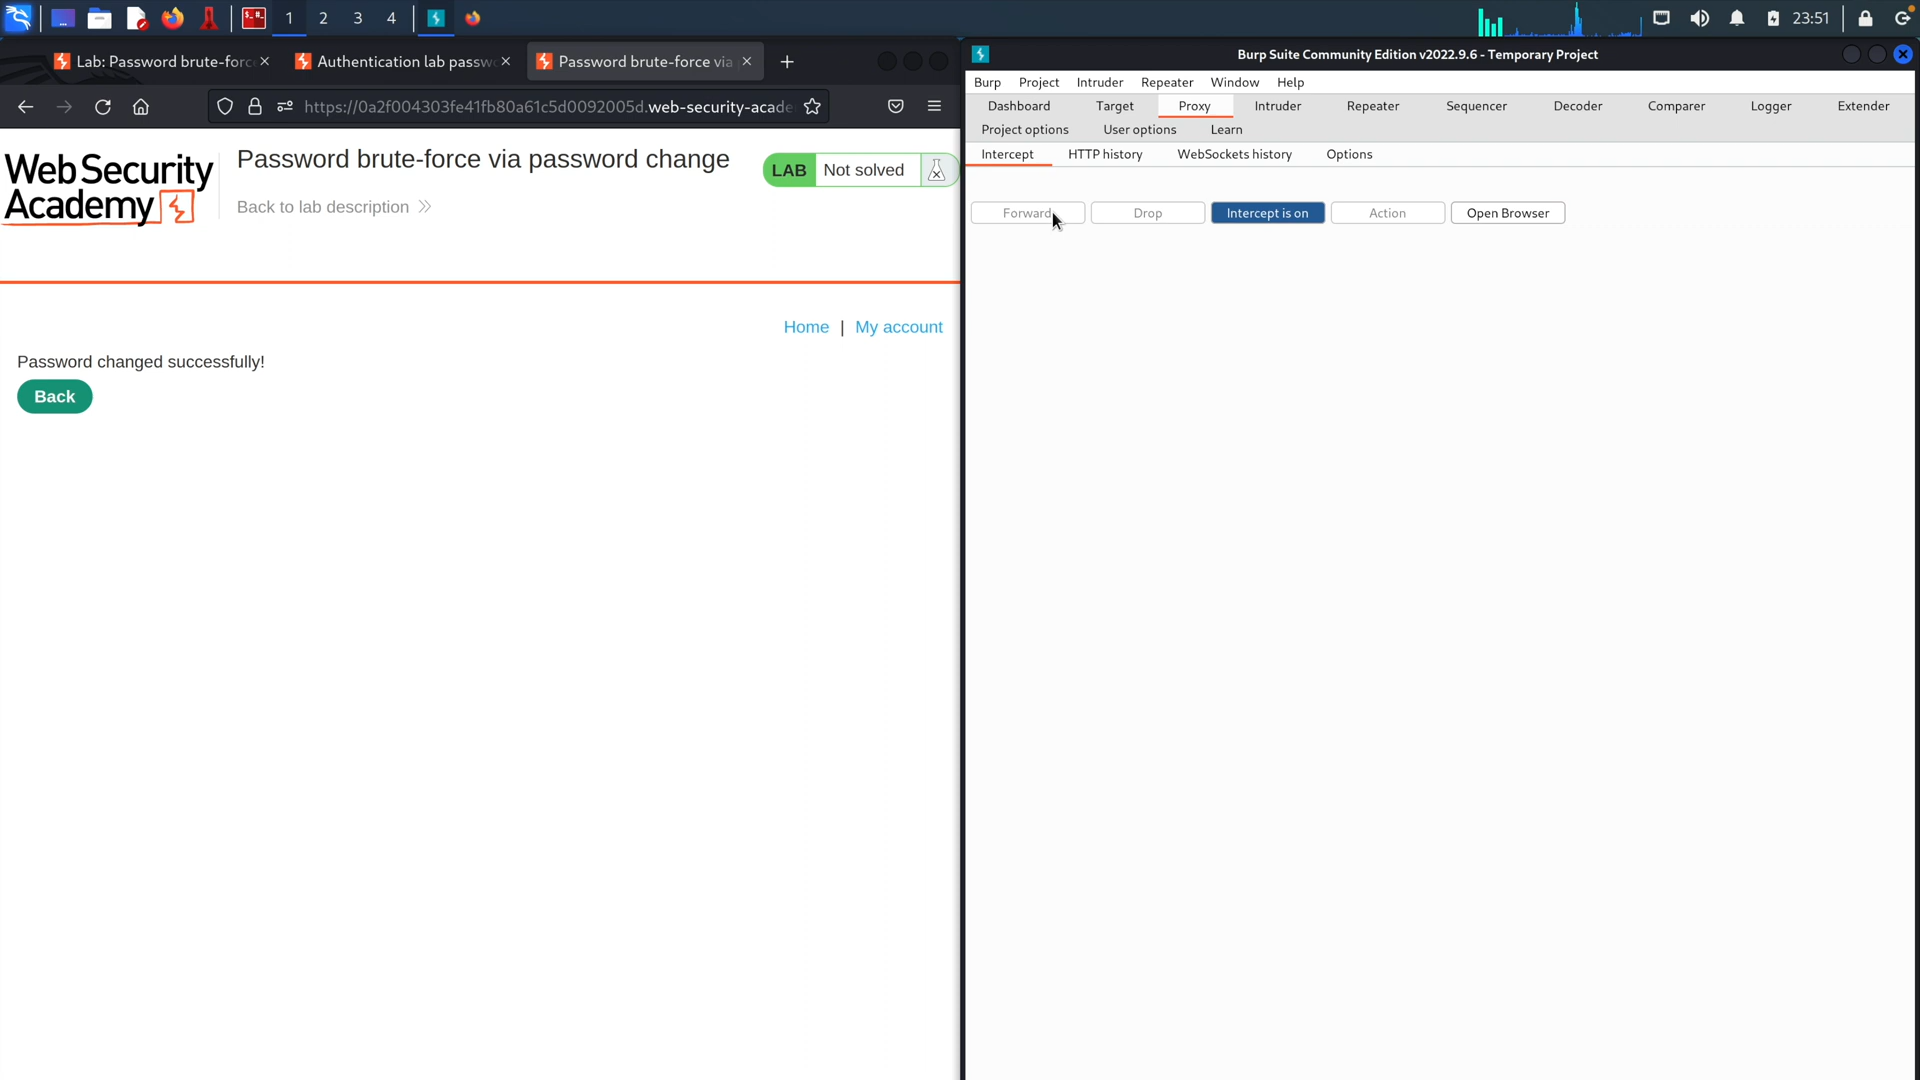 1 2 3 4
23:51
Lab: Password brute-forc
Authentication lab passw
Password brute-force via
Burp Suite Community Edition v2022.9.6 - Temporary Project
https://0a2f004303fe41fb80a61c5d0092005d.web-security-acade
Burp Project Intruder Repeater Window Help
Dashboard Target Proxy Intruder Repeater Sequencer Decoder Comparer Logger Extender
Project options User options Learn
Intercept HTTP history WebSockets history Options
Forward Drop Intercept is on Action Open Browser
Web Security
Academy
Password brute-force via password change
Back to lab description
LAB Not solved
Home | My account
Password changed successfully!
Back